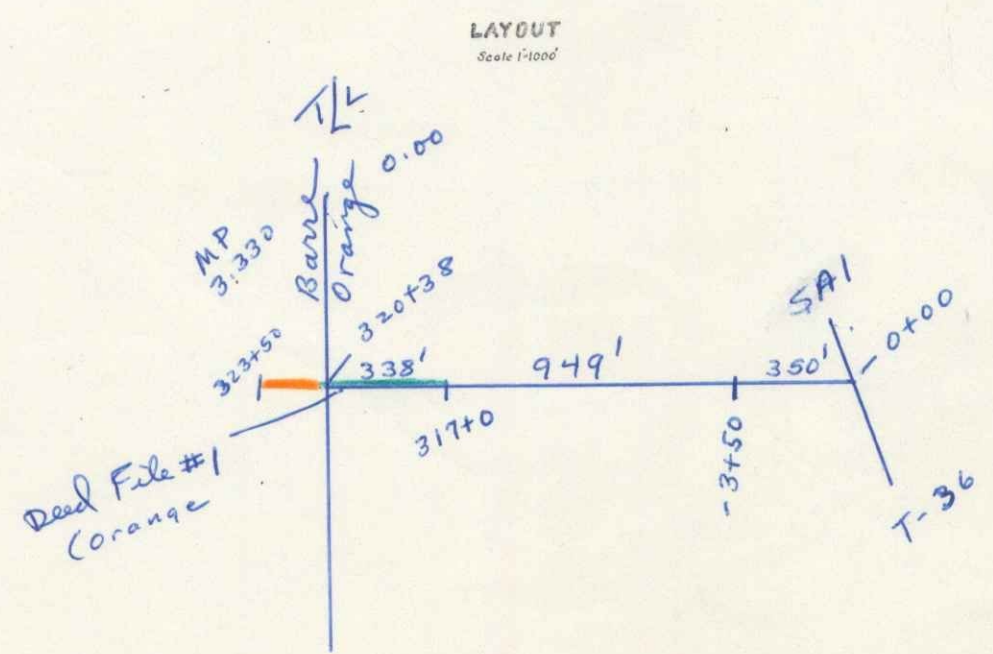 LAYOUT
Scale 1"=1000'
T/L
Barre
Orange 0.00
MP
3.330
320+38
323+50
338'
949'
350'
SA1
0+00
317+0
-3+50
T-36
Deed File #1
(Orange